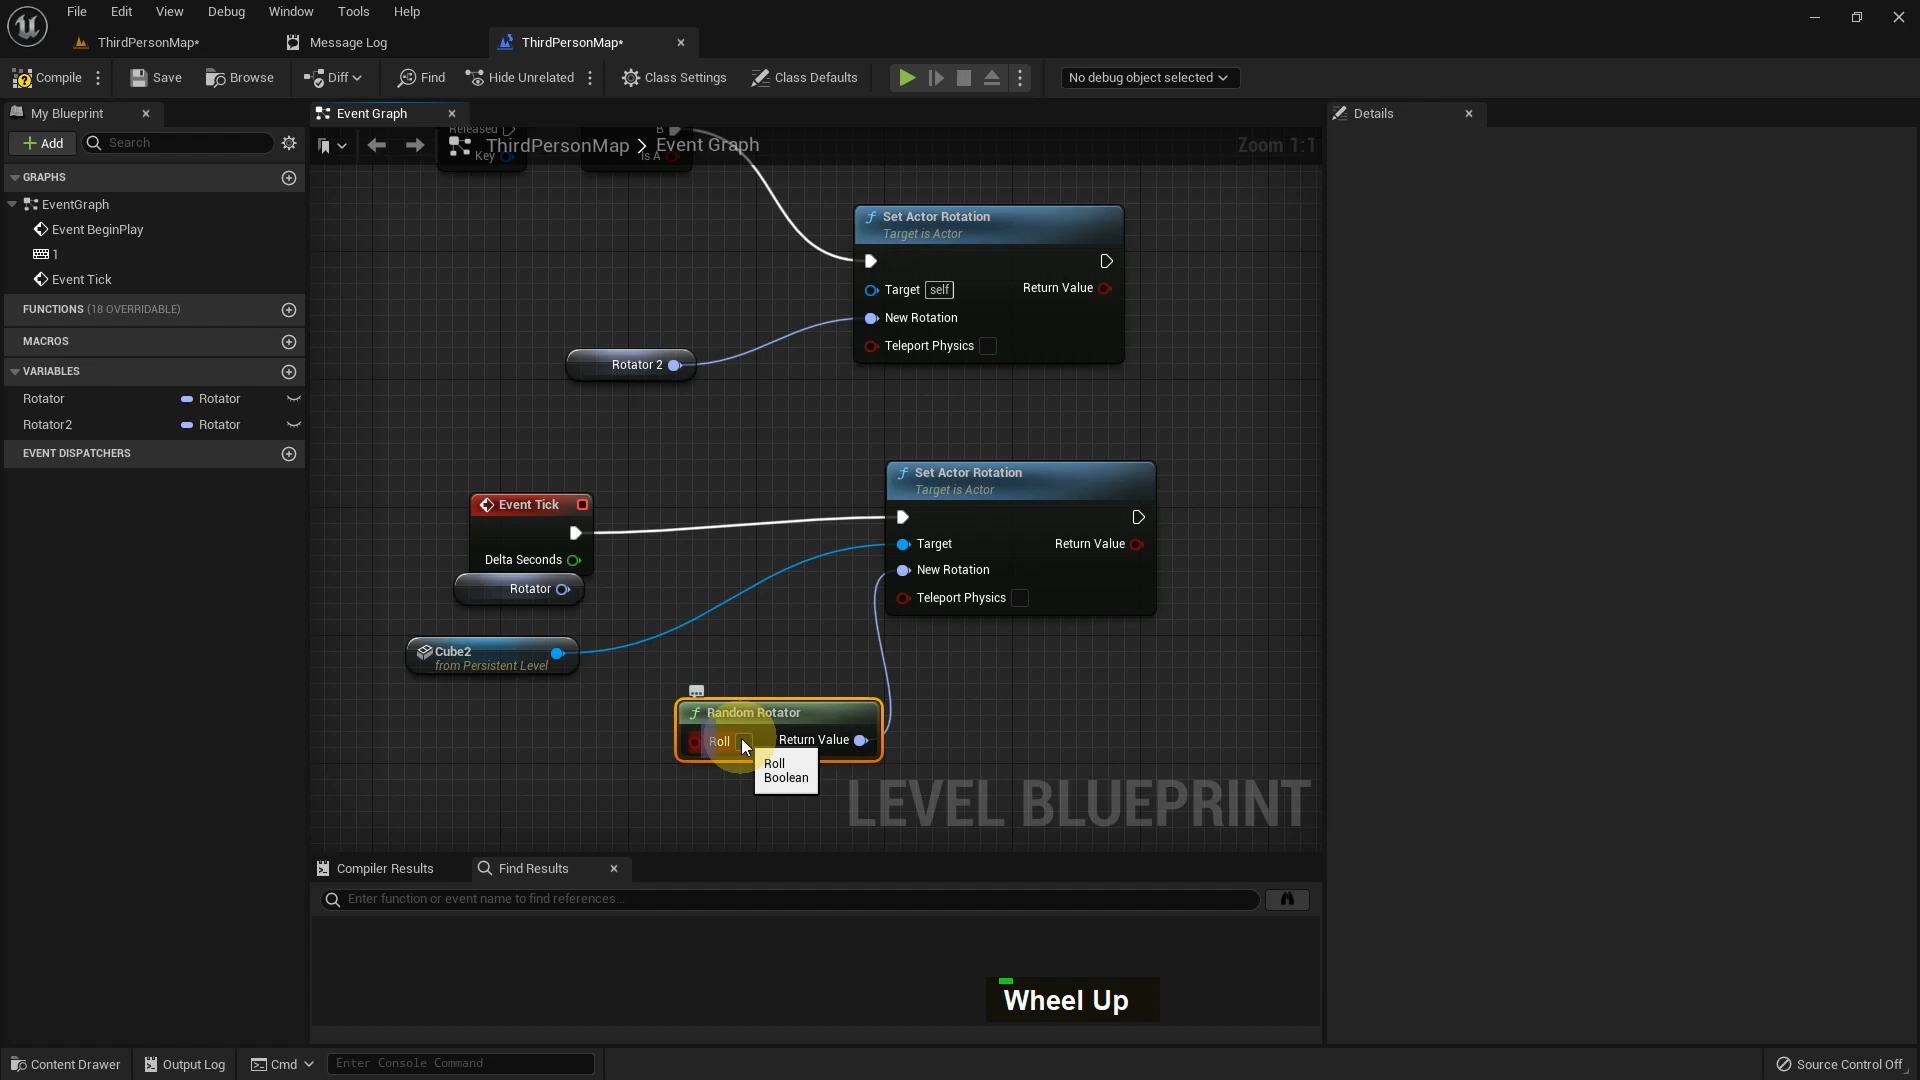 File Edit View Debug Window Tools Help
ThirdPersonMap* Message Log ThirdPersonMap*
Compile Save Browse Diff Find Hide Unrelated Class Settings Class Defaults No debug object selected
My Blueprint Event Graph Details
Add Search ThirdPersonMap > Event Graph Zoom 1:1
Released B
Key Is A
GRAPHS
EventGraph
Event BeginPlay
1
Event Tick
FUNCTIONS (18 OVERRIDABLE)
MACROS
VARIABLES
Rotator Rotator
Rotator2 Rotator
EVENT DISPATCHERS
Set Actor Rotation
Target is Actor
Target self Return Value
New Rotation
Teleport Physics
Rotator 2
Set Actor Rotation
Target is Actor
Target Return Value
New Rotation
Teleport Physics
Event Tick
Delta Seconds
Rotator
Cube2
from Persistent Level
Random Rotator
Roll Return Value
Roll
Boolean
LEVEL BLUEPRINT
Compiler Results Find Results
Enter function or event name to find references...
Wheel Up
Content Drawer Output Log Cmd Enter Console Command Source Control Off